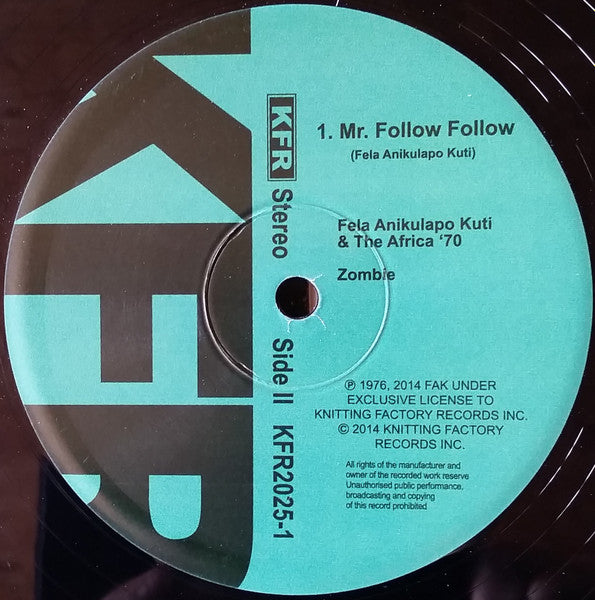 KFR
1. Mr. Follow Follow
(Fela Anikulapo Kuti)
KFR Stereo
Fela Anikulapo Kuti
& The Africa ‘70
Zombie
Side II KFR2025-1
℗ 1976, 2014 FAK UNDER
EXCLUSIVE LICENSE TO
KNITTING FACTORY RECORDS INC.
© 2014 KNITTING FACTORY
RECORDS INC.
All rights of the manufacturer and
owner of the recorded work reserve
Unauthorised public performance,
broadcasting and copying
of this record prohibited